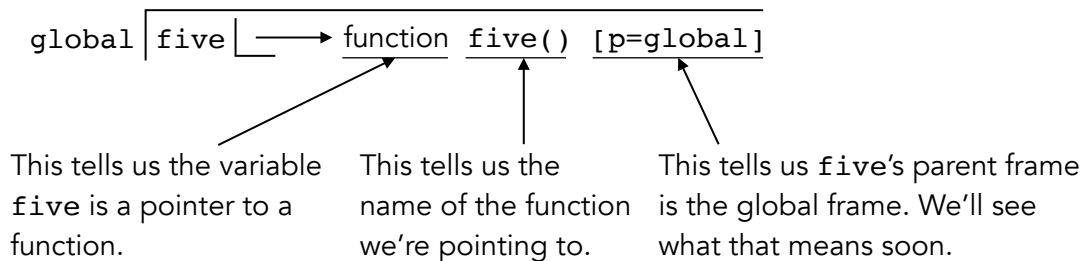 global five function five() [p=global]
This tells us the variable
five is a pointer to a
function.
This tells us the
name of the function
we're pointing to.
This tells us five's parent frame
is the global frame. We'll see
what that means soon.